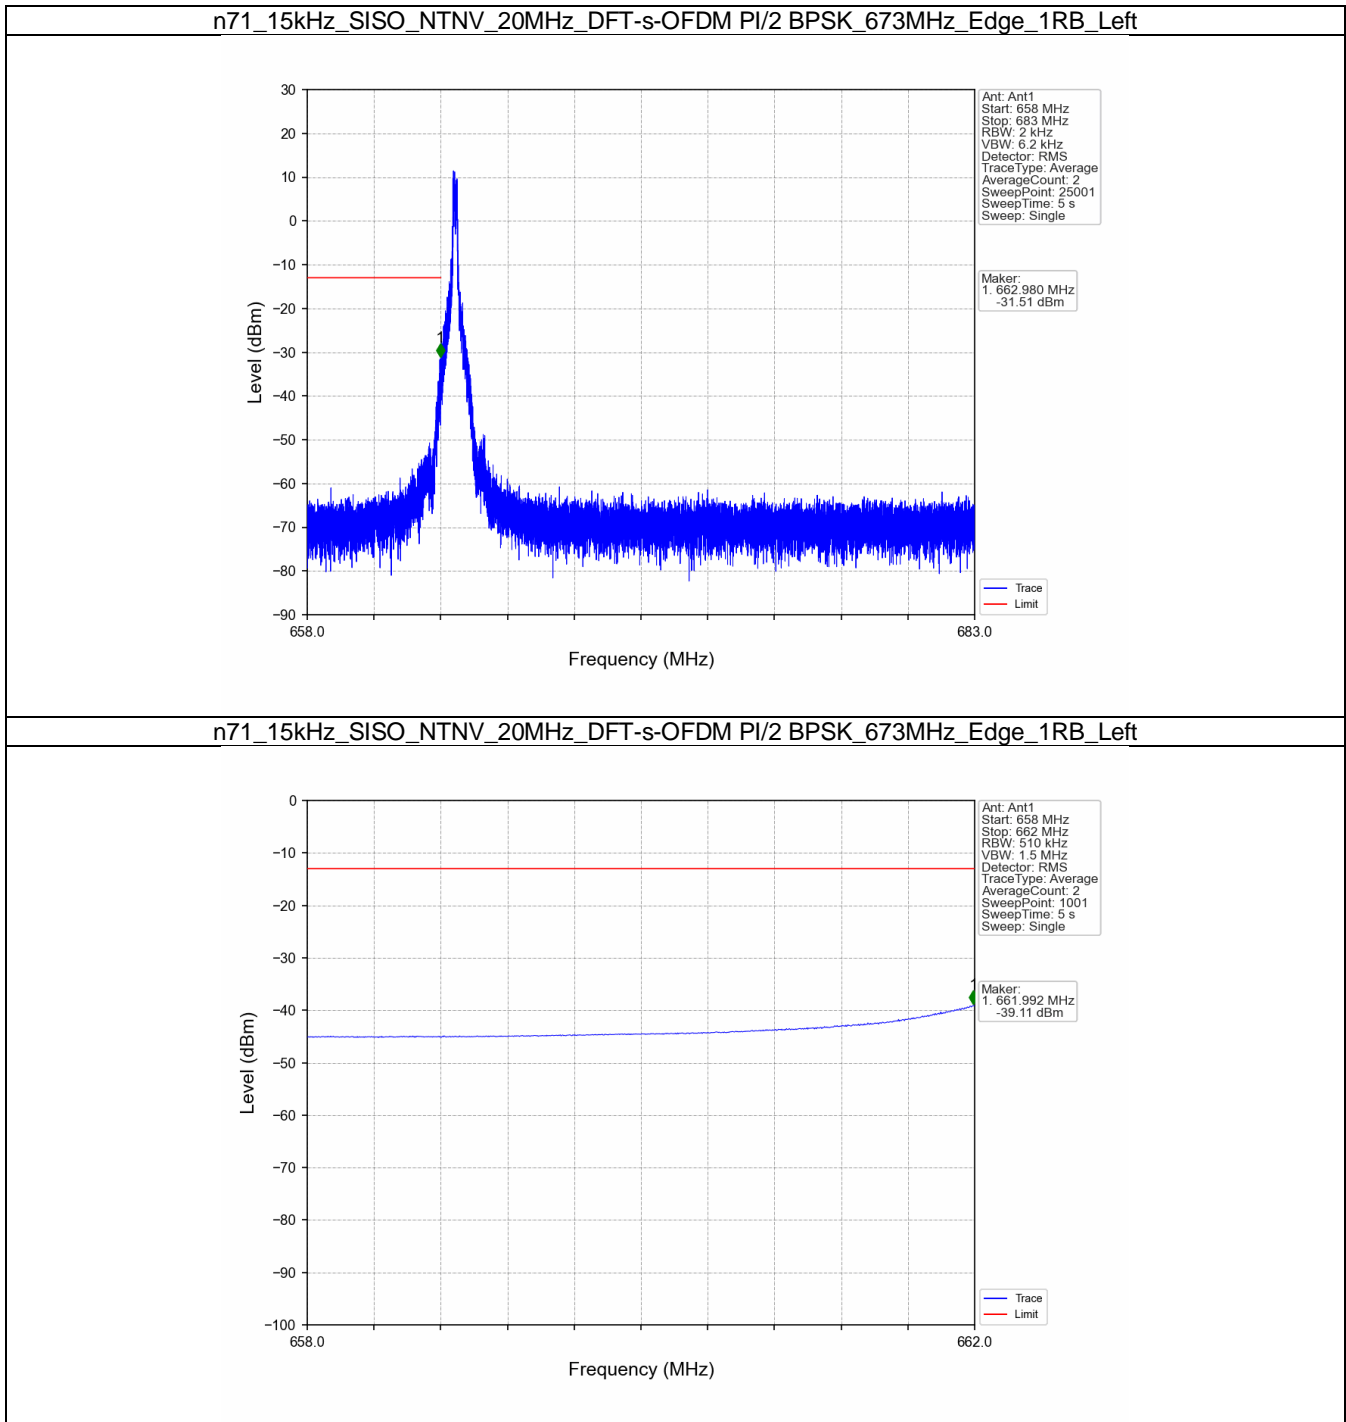 n71_15kHz_SISO_NTNV_20MHz_DFT-s-OFDM PI/2 BPSK_673MHz_Edge_1RB_Left
30
20
10
0
−10
−20
−30
−40
−50
−60
−70
−80
−90
Level (dBm)
658.0
683.0
Frequency (MHz)
1
Ant: Ant1
Start: 658 MHz
Stop: 683 MHz
RBW: 2 kHz
VBW: 6.2 kHz
Detector: RMS
TraceType: Average
AverageCount: 2
SweepPoint: 25001
SweepTime: 5 s
Sweep: Single
Maker:
1. 662.980 MHz
-31.51 dBm
Trace
Limit
n71_15kHz_SISO_NTNV_20MHz_DFT-s-OFDM PI/2 BPSK_673MHz_Edge_1RB_Left
0
−10
−20
−30
−40
−50
−60
−70
−80
−90
−100
Level (dBm)
658.0
662.0
Frequency (MHz)
1
Ant: Ant1
Start: 658 MHz
Stop: 662 MHz
RBW: 510 kHz
VBW: 1.5 MHz
Detector: RMS
TraceType: Average
AverageCount: 2
SweepPoint: 1001
SweepTime: 5 s
Sweep: Single
Maker:
1. 661.992 MHz
-39.11 dBm
Trace
Limit